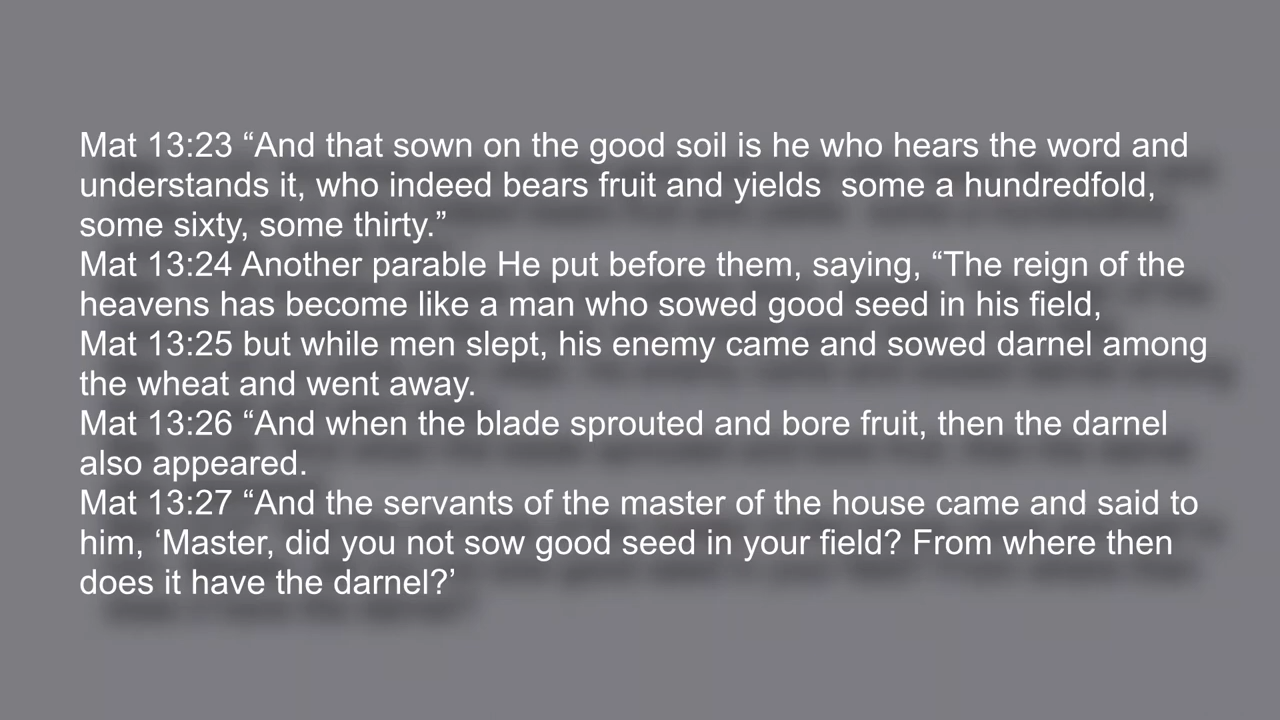 Mat 13:23 “And that sown on the good soil is he who hears the word and
understands it, who indeed bears fruit and yields  some a hundredfold,
some sixty, some thirty.”
Mat 13:24 Another parable He put before them, saying, “The reign of the
heavens has become like a man who sowed good seed in his field,
Mat 13:25 but while men slept, his enemy came and sowed darnel among
the wheat and went away.
Mat 13:26 “And when the blade sprouted and bore fruit, then the darnel
also appeared.
Mat 13:27 “And the servants of the master of the house came and said to
him, ‘Master, did you not sow good seed in your field? From where then
does it have the darnel?’